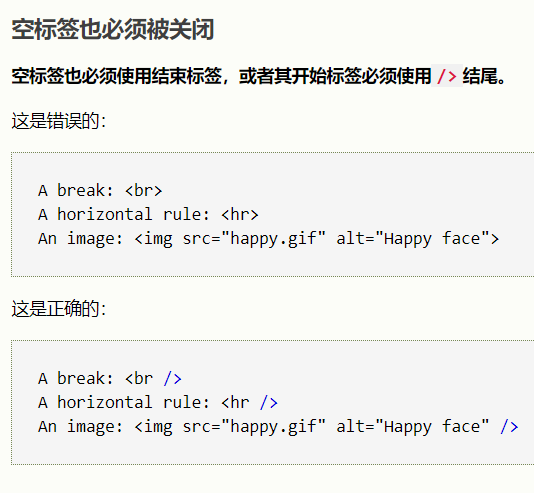 空标签也必须被关闭
空标签也必须使用结束标签，或者其开始标签必须使用 /> 结尾。
这是错误的：
A break: <br>
A horizontal rule: <hr>
An image: <img src="happy.gif" alt="Happy face">
这是正确的：
A break: <br />
A horizontal rule: <hr />
An image: <img src="happy.gif" alt="Happy face" />